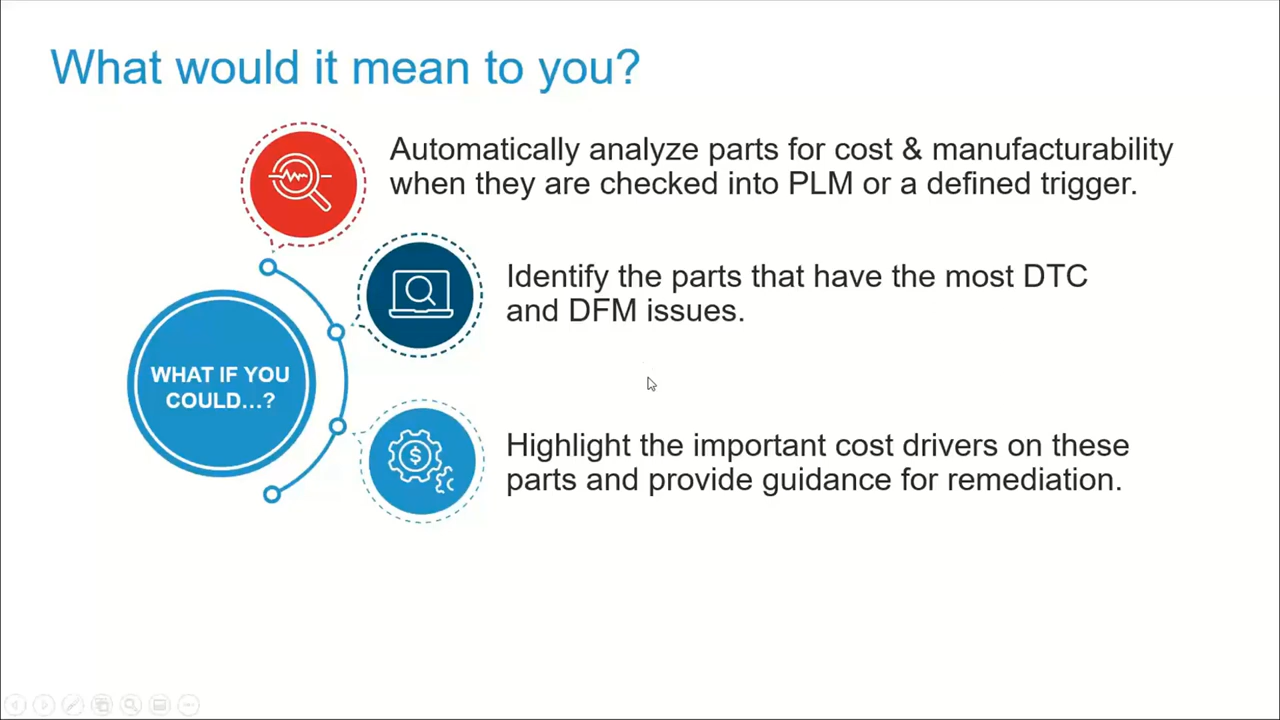 What would it mean to you?
Automatically analyze parts for cost & manufacturability
when they are checked into PLM or a defined trigger.
Identify the parts that have the most DTC
and DFM issues.
WHAT IF YOU
COULD...?
$
Highlight the important cost drivers on these
parts and provide guidance for remediation.